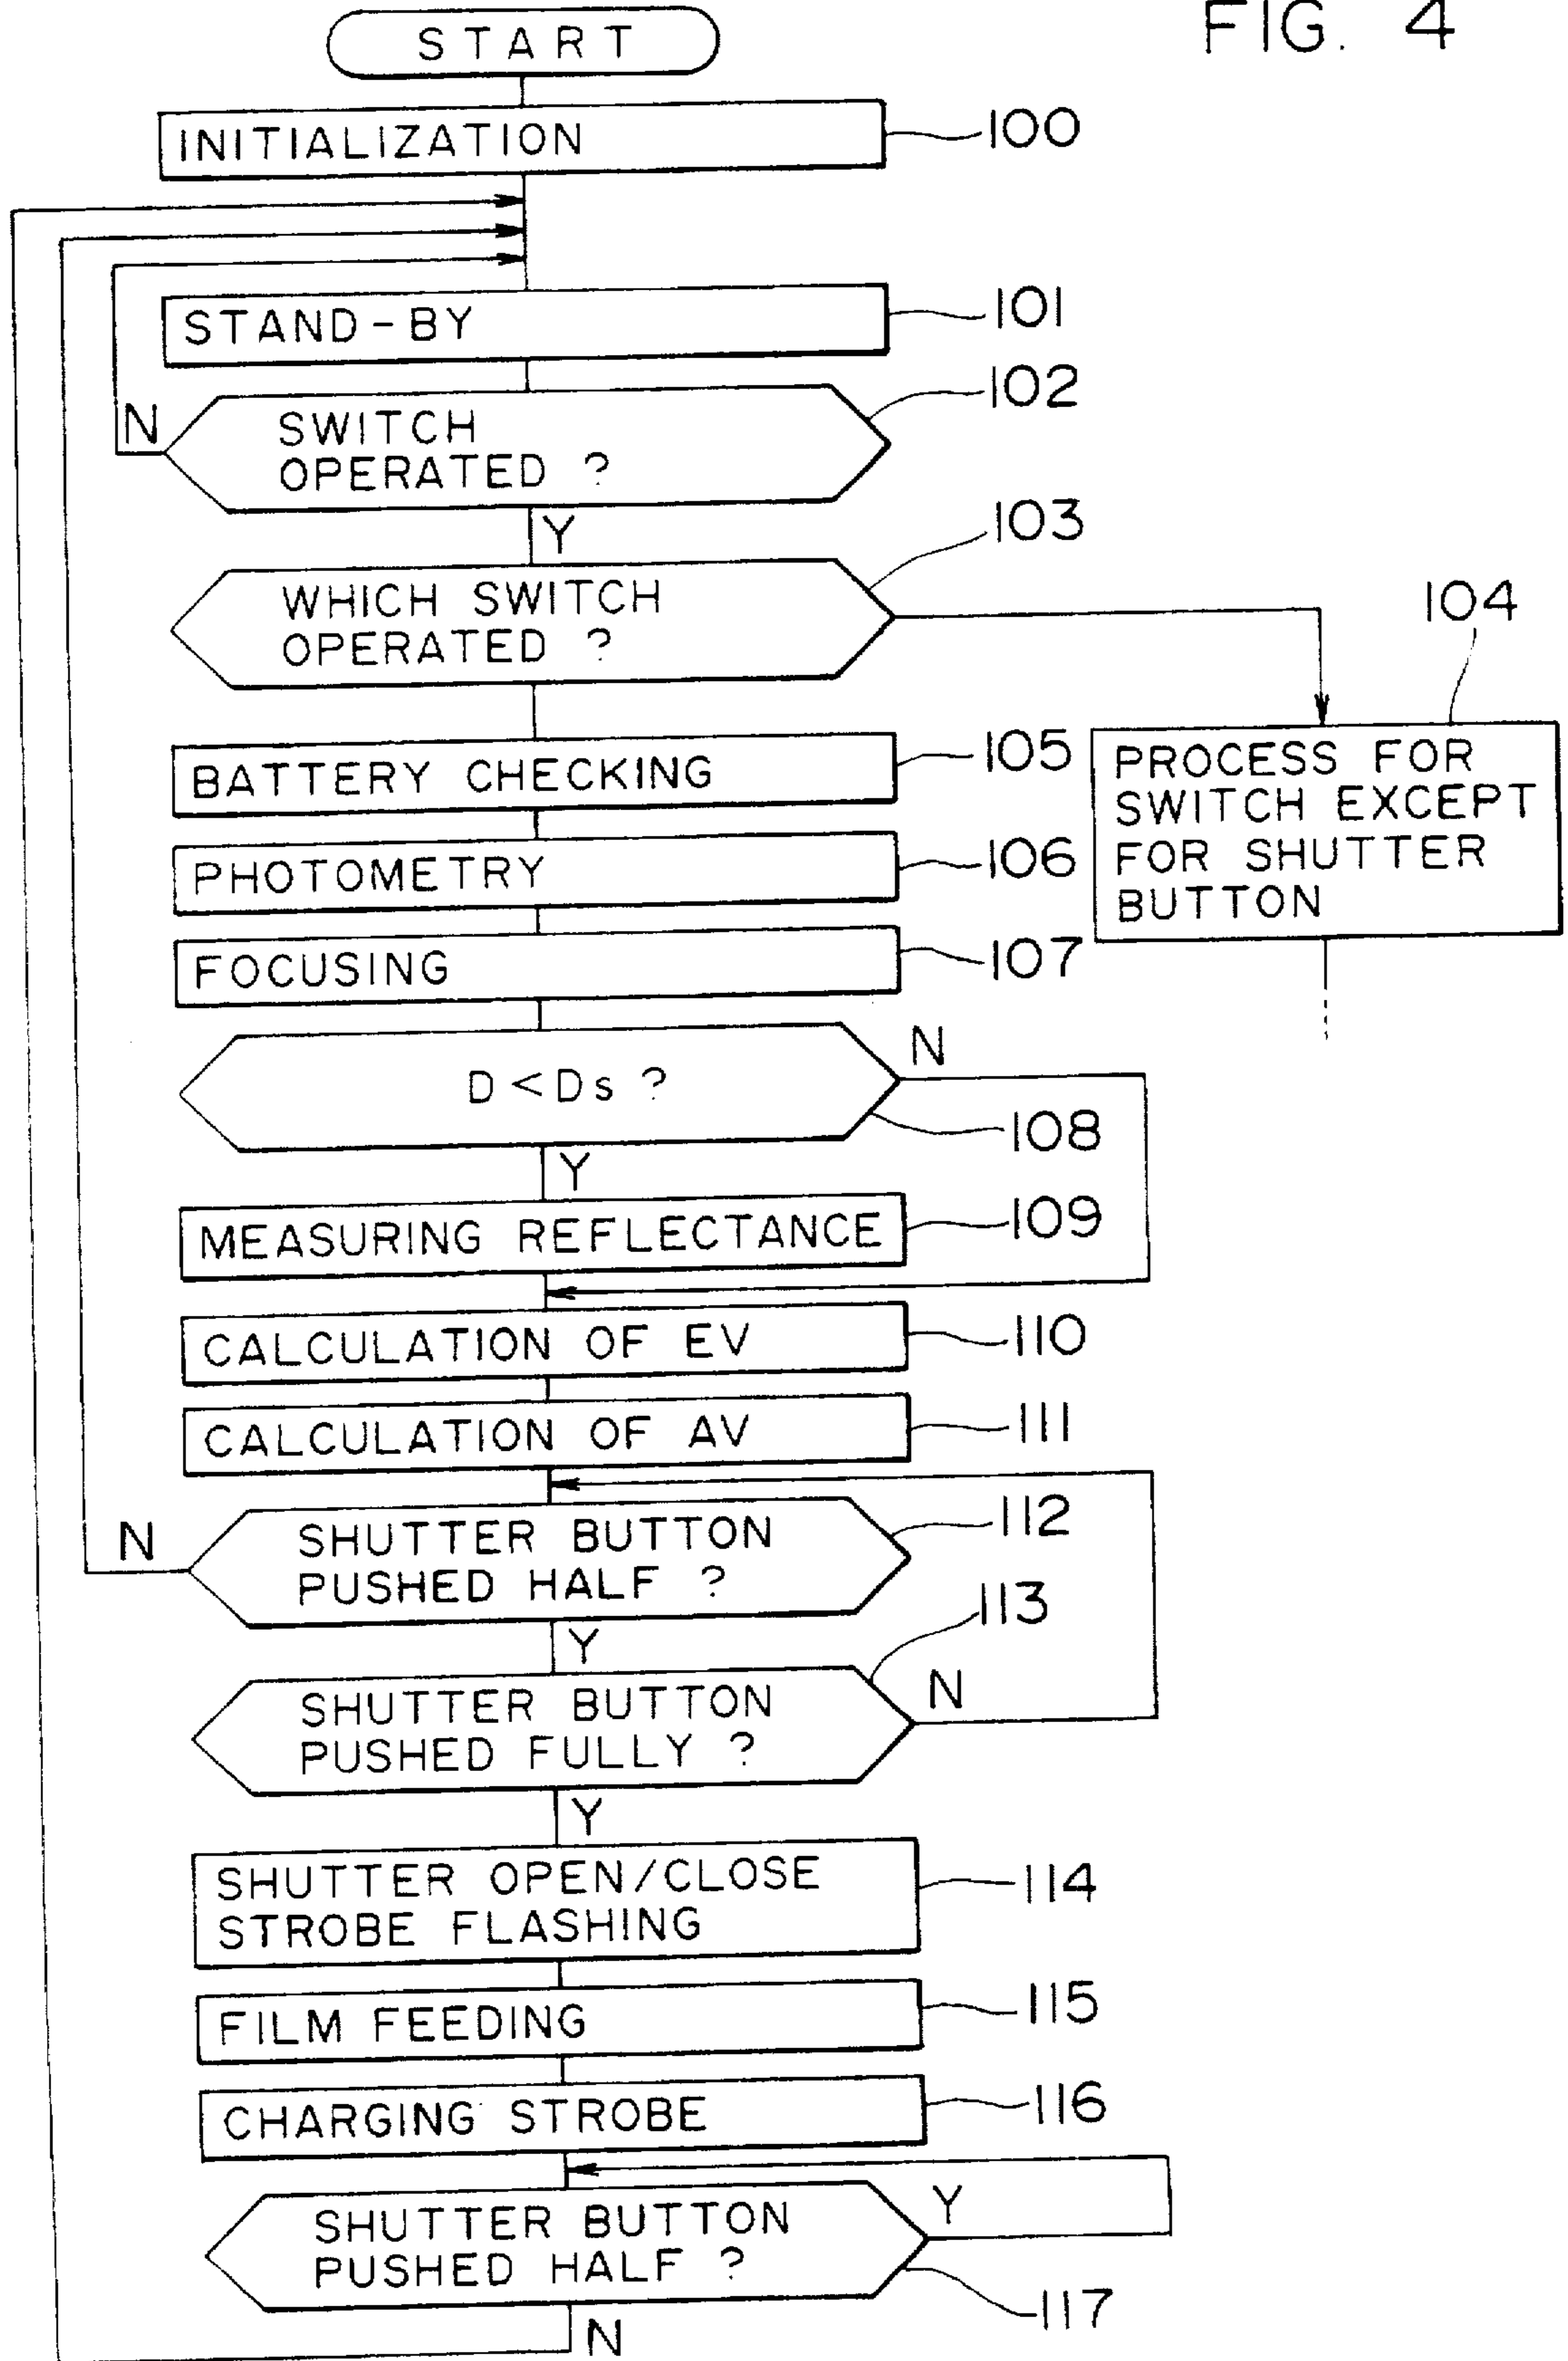 FIG. 4
START
INITIALIZATION
100
STAND-BY
101
102
N
SWITCH
OPERATED ?
Y
103
WHICH SWITCH
OPERATED ?
104
PROCESS FOR
SWITCH EXCEPT
FOR SHUTTER
BUTTON
BATTERY CHECKING
105
PHOTOMETRY
106
FOCUSING
107
D < Ds ?
N
108
Y
MEASURING REFLECTANCE
109
CALCULATION OF EV
110
CALCULATION OF AV
111
N
SHUTTER BUTTON
PUSHED HALF ?
112
Y
113
SHUTTER BUTTON
PUSHED FULLY ?
N
Y
SHUTTER OPEN/CLOSE
STROBE FLASHING
114
FILM FEEDING
115
CHARGING STROBE
116
SHUTTER BUTTON
PUSHED HALF ?
Y
117
N